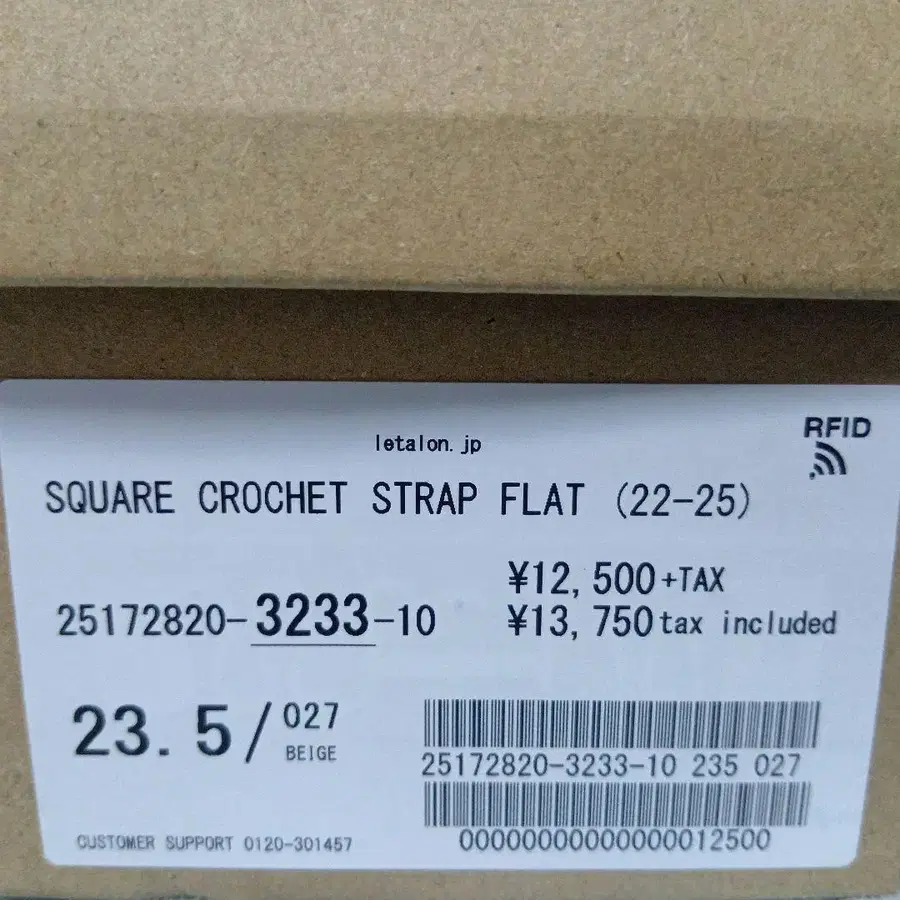 letalon.jp
RFID
SQUARE CROCHET STRAP FLAT (22-25)
¥12,500+TAX
25172820-3233-10
¥13,750 tax included
23.5/027
BEIGE
25172820-3233-10 235 027
00000000000000012500
CUSTOMER SUPPORT 0120-301457